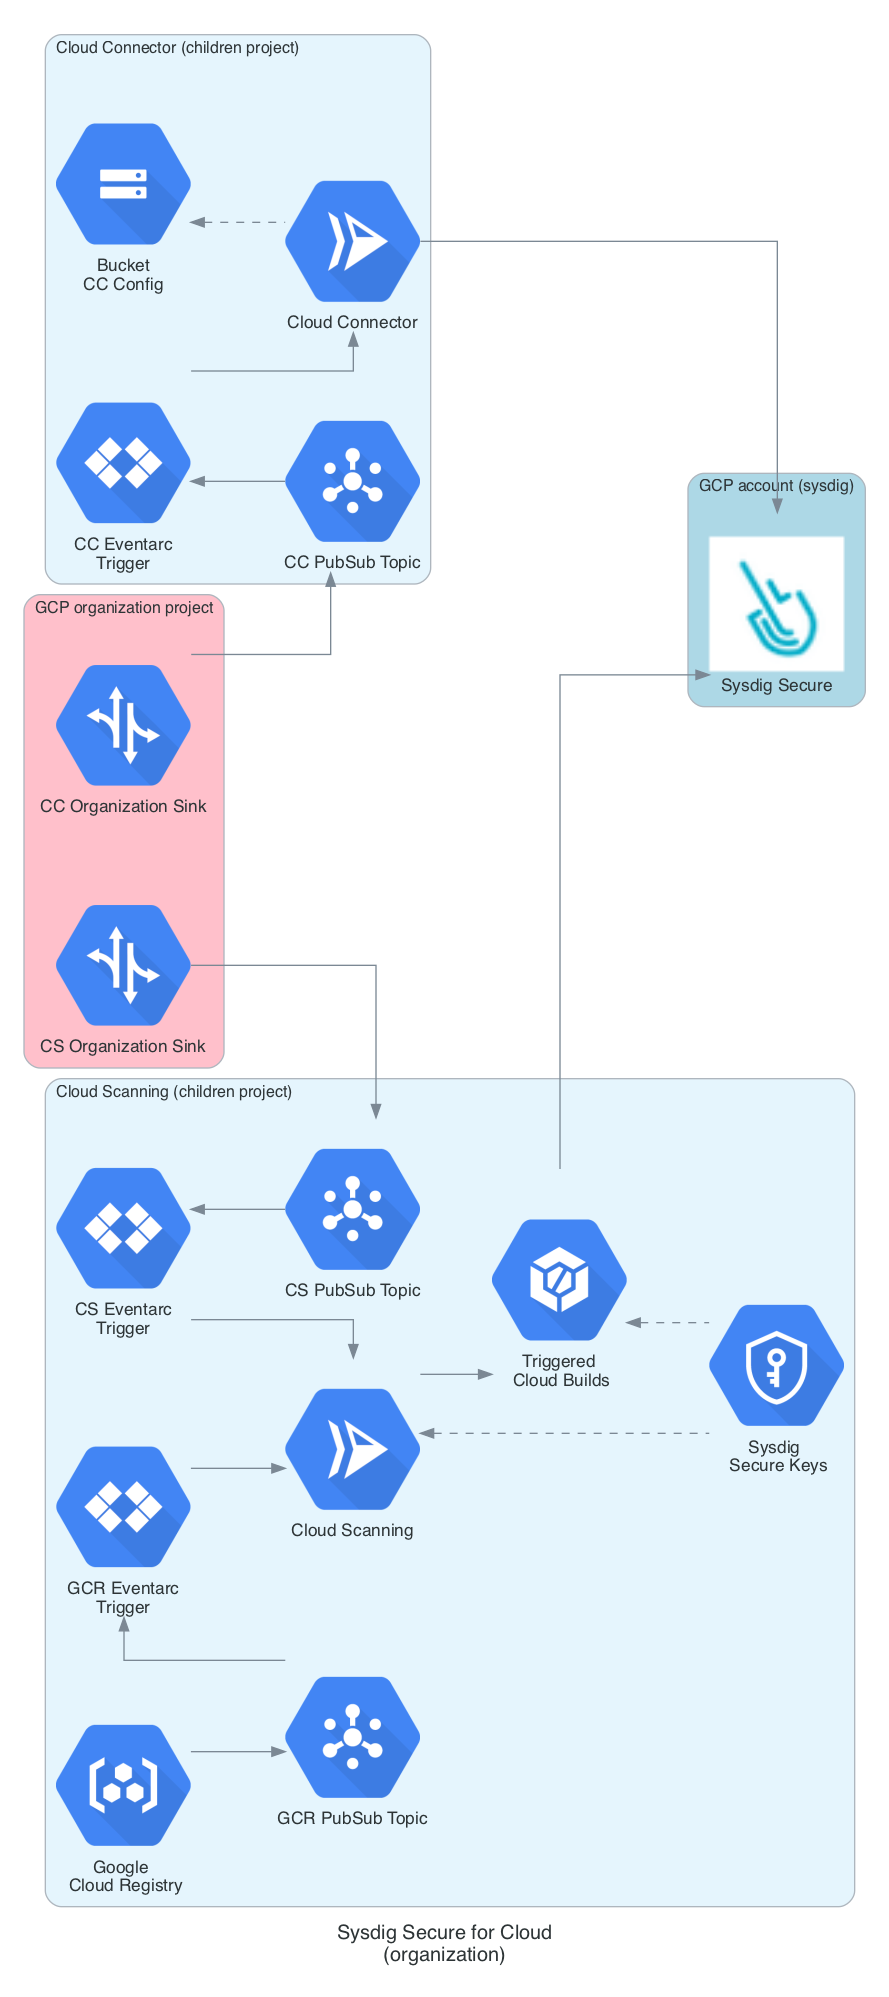 Cloud Connector (children project)
Bucket
CC Config
Cloud Connector
CC Eventarc
Trigger
CC PubSub Topic
GCP account (sysdig)
Sysdig Secure
GCP organization project
CC Organization Sink
CS Organization Sink
Cloud Scanning (children project)
CS PubSub Topic
CS Eventarc
Trigger
Triggered
Cloud Builds
Sysdig
Secure Keys
Cloud Scanning
GCR Eventarc
Trigger
GCR PubSub Topic
Google
Cloud Registry
Sysdig Secure for Cloud
(organization)